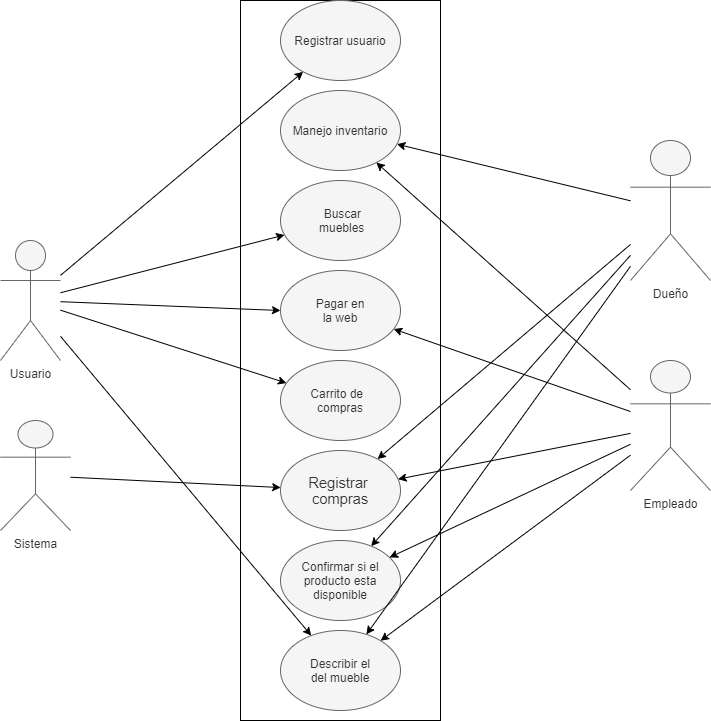 Registrar usuario
Manejo inventario
Buscar
muebles
Pagar en
la web
Carrito de
compras
Registrar
compras
Confirmar si el
producto esta
disponible
Describir el
del mueble
Usuario
Sistema
Dueño
Empleado